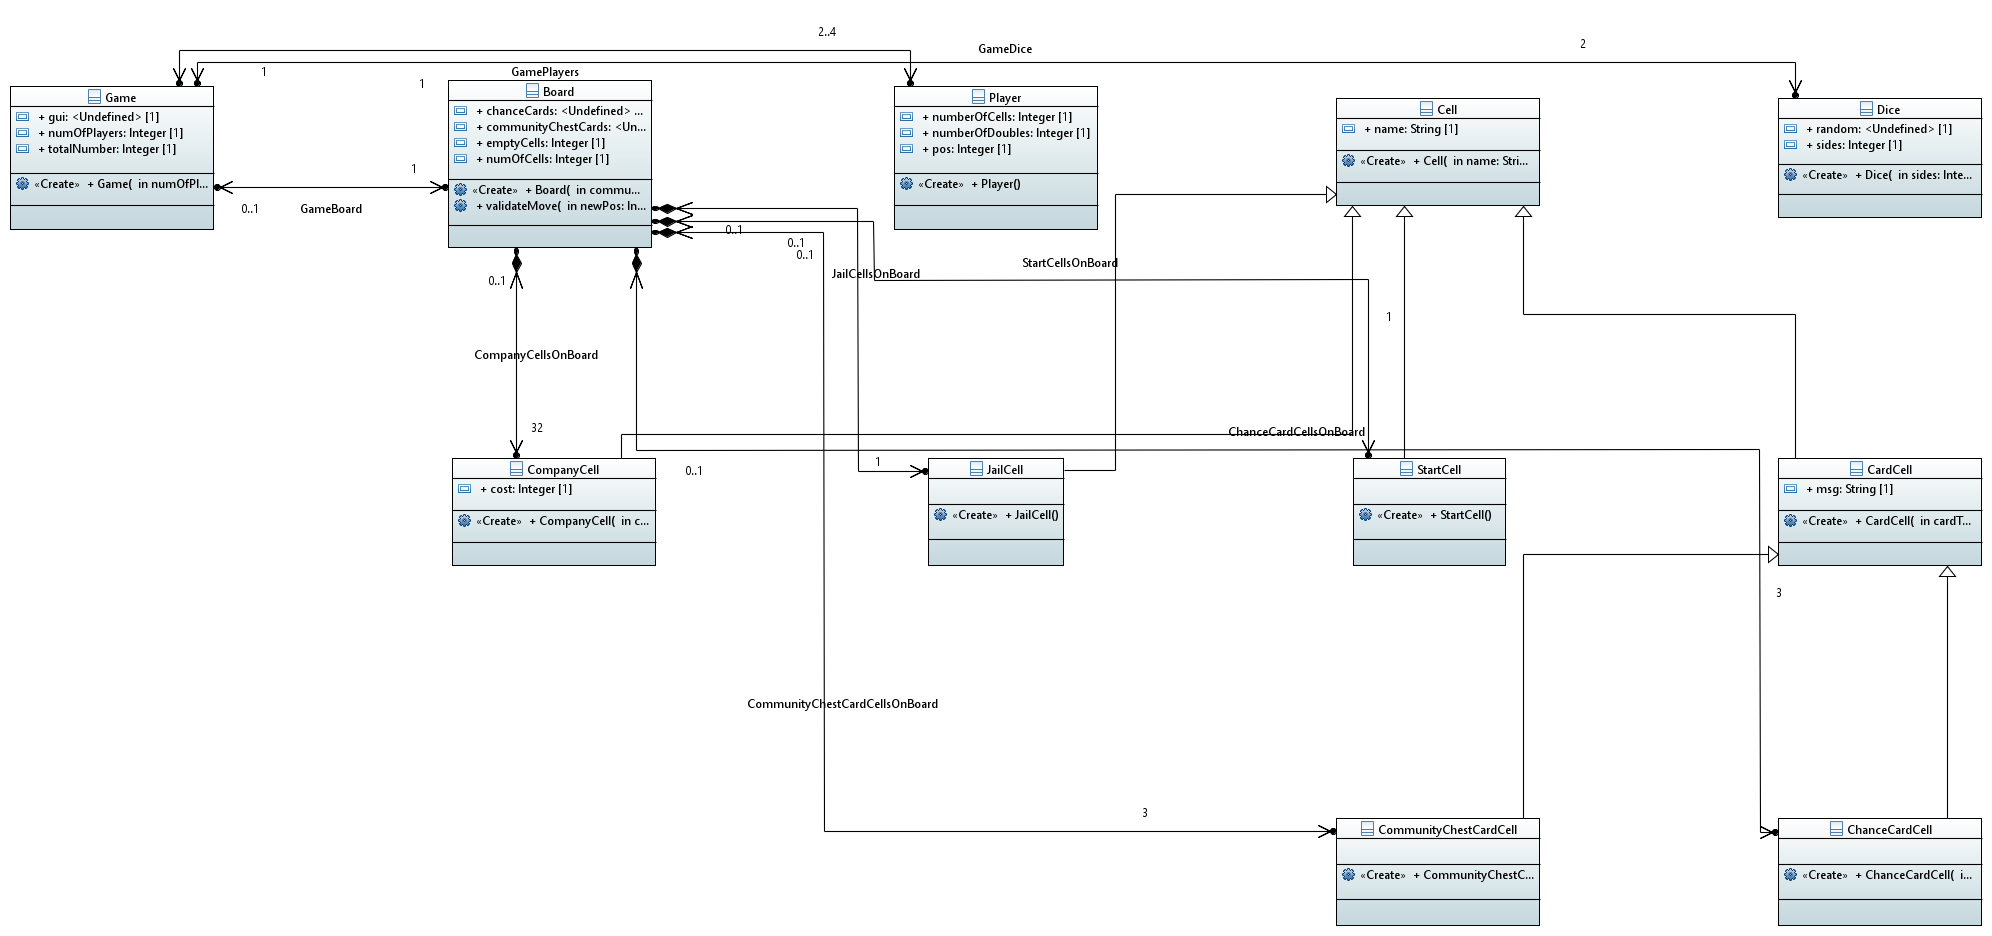 2..4
GameDice
2
1
GamePlayers
1
Game
+ gui: <Undefined> [1]
+ numOfPlayers: Integer [1]
+ totalNumber: Integer [1]
«Create» + Game( in numOfPl...
Board
+ chanceCards: <Undefined> ...
+ communityChestCards: <Un...
+ emptyCells: Integer [1]
+ numOfCells: Integer [1]
«Create» + Board( in commu...
+ validateMove( in newPos: In...
Player
+ numberOfCells: Integer [1]
+ numberOfDoubles: Integer [1]
+ pos: Integer [1]
«Create» + Player()
Cell
+ name: String [1]
«Create» + Cell( in name: Stri...
Dice
+ random: <Undefined> [1]
+ sides: Integer [1]
«Create» + Dice( in sides: Inte...
1
0..1
GameBoard
0..1
0..1
0..1
0..1
JailCellsOnBoard
StartCellsOnBoard
1
CompanyCellsOnBoard
32
ChanceCardCellsOnBoard
0..1
1
CompanyCell
+ cost: Integer [1]
«Create» + CompanyCell( in c...
JailCell
«Create» + JailCell()
StartCell
«Create» + StartCell()
CardCell
+ msg: String [1]
«Create» + CardCell( in cardT...
3
CommunityChestCardCellsOnBoard
3
CommunityChestCardCell
«Create» + CommunityChestC...
ChanceCardCell
«Create» + ChanceCardCell( i...